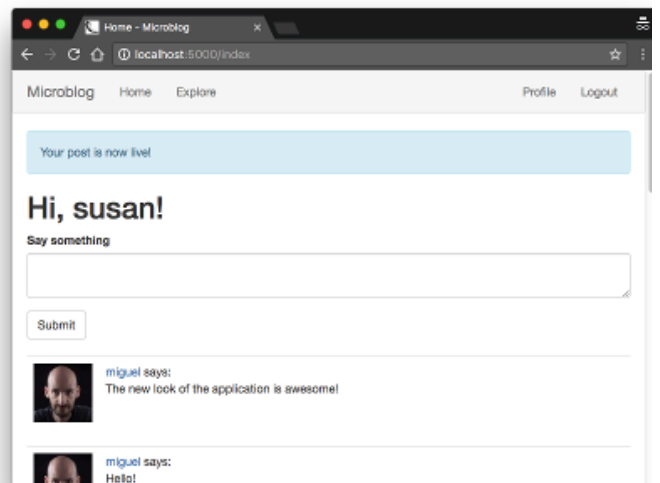 Home - Microblog
localhost:5000/index
Microblog Home Explore Profile Logout
Your post is now live!
Hi, susan!
Say something
Submit
miguel says:
The new look of the application is awesome!
miguel says:
Hello!